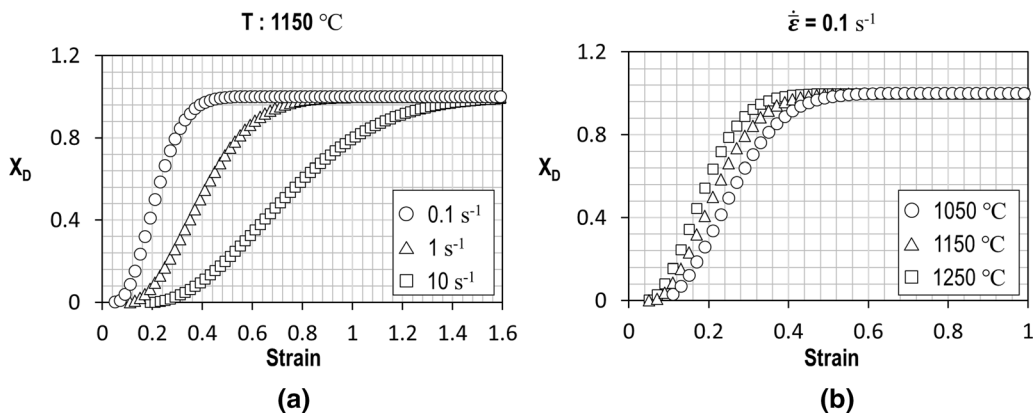 T : 1150 °C
1.2
0.8
0.4
0
X_D
0.1 s⁻¹
1 s⁻¹
10 s⁻¹
0 0.2 0.4 0.6 0.8 1 1.2 1.4 1.6
Strain
(a)
ε̇ = 0.1 s⁻¹
1.2
0.8
0.4
0
X_D
1050 °C
1150 °C
1250 °C
0 0.2 0.4 0.6 0.8 1
Strain
(b)